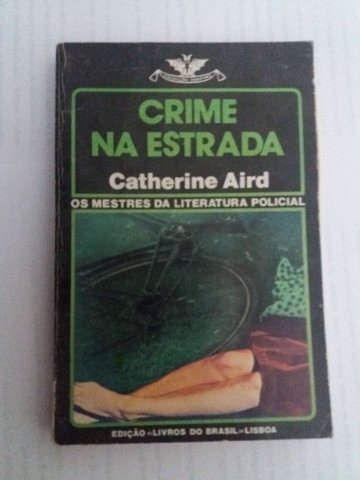 CRIME
NA ESTRADA
Catherine Aird
OS MESTRES DA LITERATURA POLICIAL
EDIÇÃO «LIVROS DO BRASIL» LISBOA